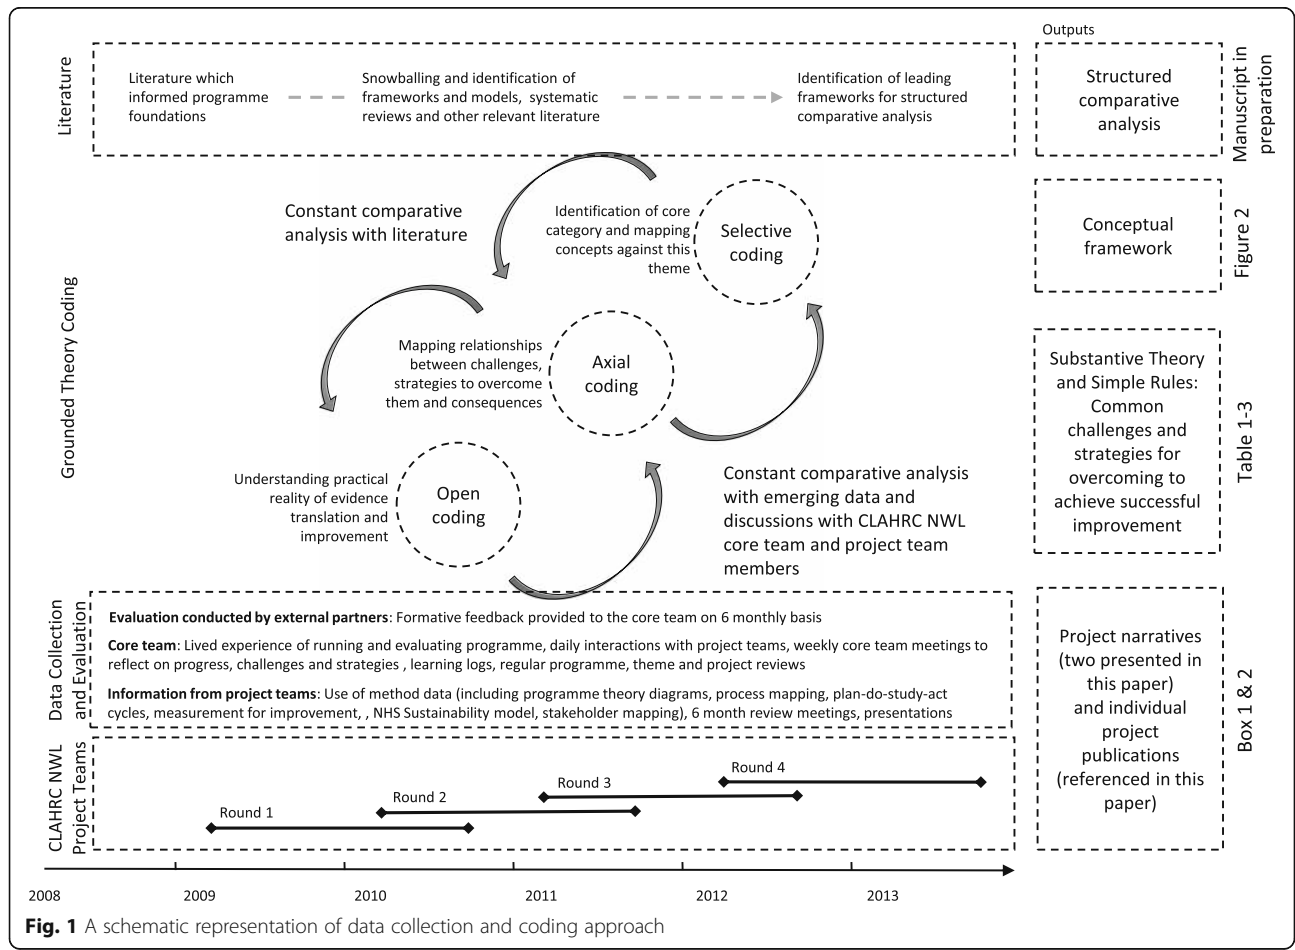 Outputs
Literature
Literature which
informed programme
foundations
Snowballing and identification of
frameworks and models, systematic
reviews and other relevant literature
Identification of leading
frameworks for structured
comparative analysis
Structured
comparative
analysis
Manuscript in
preparation
Grounded Theory Coding
Constant comparative
analysis with literature
Identification of core
category and mapping
concepts against this
theme
Selective
coding
Conceptual
framework
Figure 2
Mapping relationships
between challenges,
strategies to overcome
them and consequences
Axial
coding
Substantive Theory
and Simple Rules:
Common
challenges and
strategies for
overcoming to
achieve successful
improvement
Table 1-3
Understanding practical
reality of evidence
translation and
improvement
Open
coding
Constant comparative analysis
with emerging data and
discussions with CLAHRC NWL
core team and project team
members
Data Collection
and Evaluation
Evaluation conducted by external partners: Formative feedback provided to the core team on 6 monthly basis
Core team: Lived experience of running and evaluating programme, daily interactions with project teams, weekly core team meetings to
reflect on progress, challenges and strategies , learning logs, regular programme, theme and project reviews
Information from project teams: Use of method data (including programme theory diagrams, process mapping, plan-do-study-act
cycles, measurement for improvement, , NHS Sustainability model, stakeholder mapping), 6 month review meetings, presentations
Project narratives
(two presented in
this paper)
and individual
project
publications
(referenced in this
paper)
Box 1 & 2
CLAHRC NWL
Project Teams
Round 1
Round 2
Round 3
Round 4
2008
2009
2010
2011
2012
2013
Fig. 1 A schematic representation of data collection and coding approach